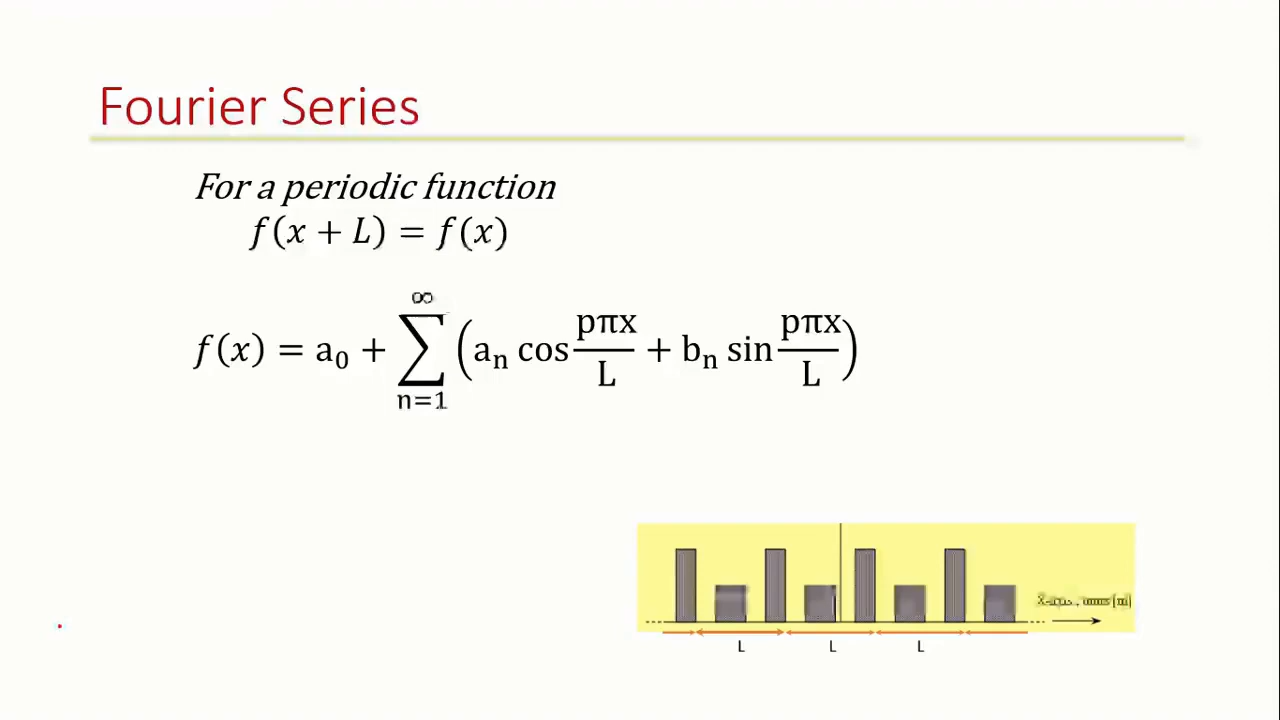 Fourier Series
For a periodic function
f(x + L) = f(x)
f(x) = a₀ + ∑ₙ₌₁^∞ (aₙ cos pπx/L + bₙ sin pπx/L)
L L L